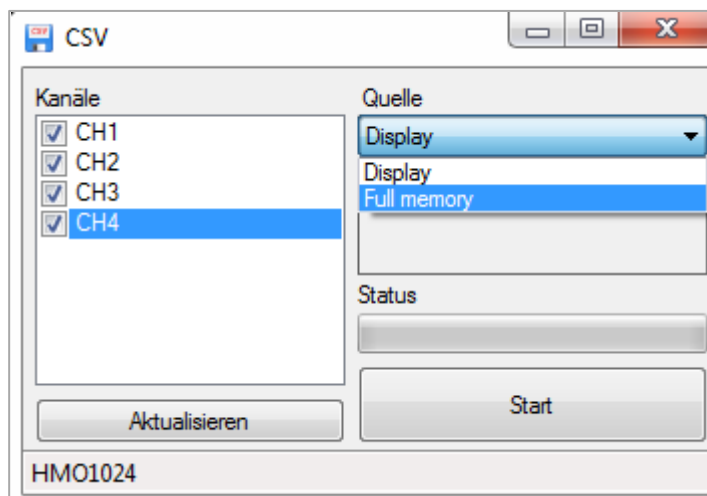 CSV
Kanäle
CH1
CH2
CH3
CH4
Aktualisieren
Quelle
Display
Display
Full memory
Status
Start
HMO1024